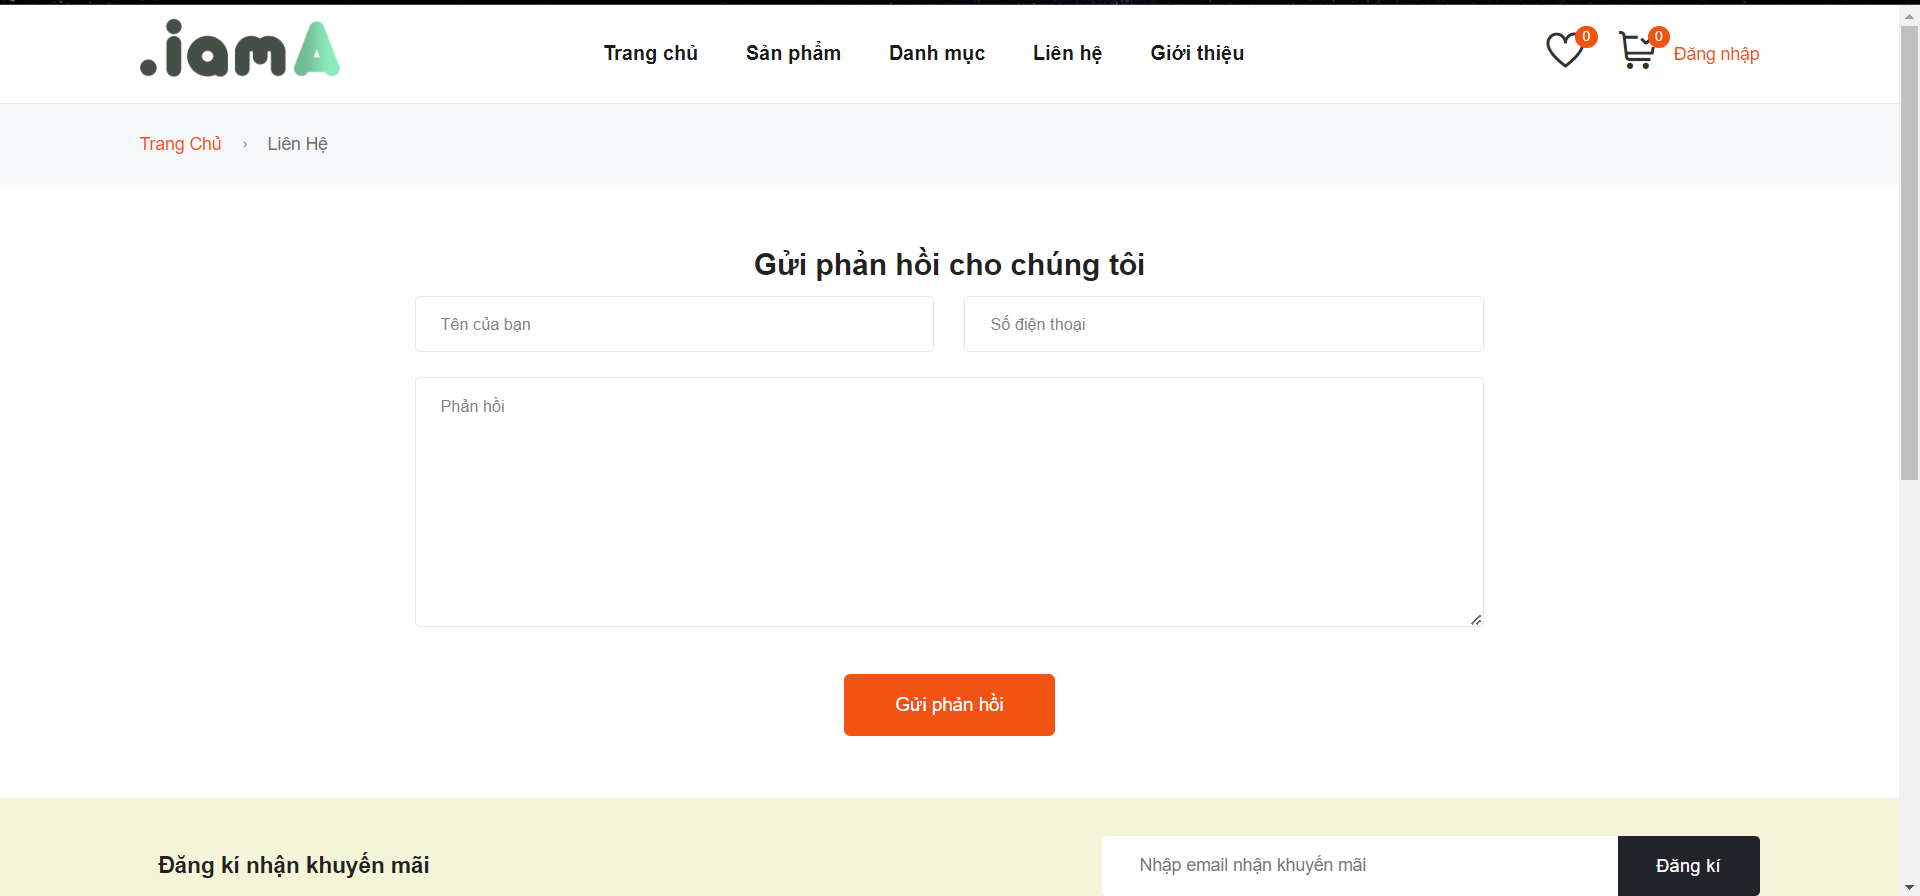 .iamA
Trang chủ Sản phẩm Danh mục Liên hệ Giới thiệu 0 0 Đăng nhập
Trang Chủ › Liên Hệ
Gửi phản hồi cho chúng tôi
Tên của bạn Số điện thoại
Phản hồi
Gửi phản hồi
Đăng kí nhận khuyến mãi Nhập email nhận khuyến mãi Đăng kí